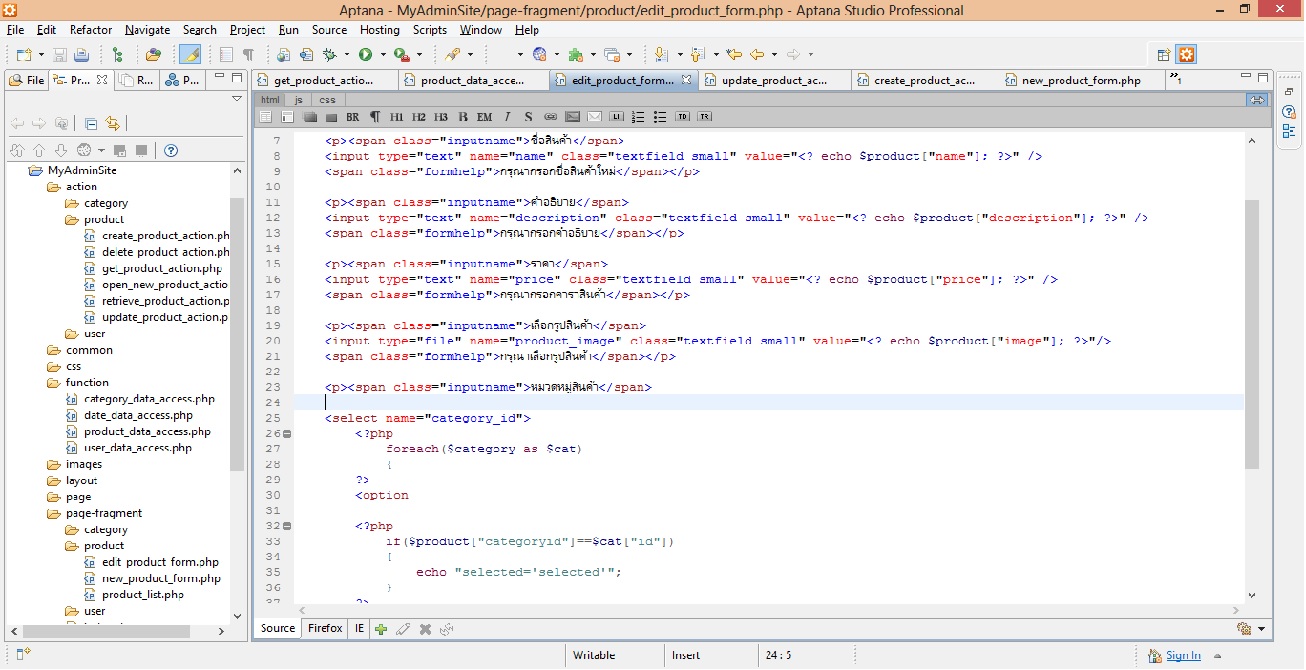 Aptana - MyAdminSite/page-fragment/product/edit_product_form.php - Aptana Studio Professional
File Edit Refactor Navigate Search Project Run Source Hosting Scripts Window Help
File Pr... R... P...
get_product_actio... product_data_acce... edit_product_form... update_product_ac... create_product_ac... new_product_form.php »1
html js css
BR ¶ H1 H2 H3 B EM I S LI TD TR
MyAdminSite
action
category
product
create_product_action.ph
delete_product_action.ph
get_product_action.php
open_new_product_actio
retrieve_product_action.p
update_product_action.p
user
common
css
function
category_data_access.php
date_data_access.php
product_data_access.php
user_data_access.php
images
layout
page
page-fragment
category
product
edit_product_form.php
new_product_form.php
product_list.php
user
7 <p><span class="inputname">ชื่อสินค้า</span>
8 <input type="text" name="name" class="textfield small" value="<? echo $product["name"]; ?>" />
9 <span class="formhelp">กรุณากรอกชื่อสินค้าใหม่</span></p>
10
11 <p><span class="inputname">คำอธิบาย</span>
12 <input type="text" name="description" class="textfield small" value="<? echo $product["description"]; ?>" />
13 <span class="formhelp">กรุณากรอกคำอธิบาย</span></p>
14
15 <p><span class="inputname">ราคา</span>
16 <input type="text" name="price" class="textfield small" value="<? echo $product["price"]; ?>" />
17 <span class="formhelp">กรุณากรอกคาราสินค้า</span></p>
18
19 <p><span class="inputname">เลือกรูปสินค้า</span>
20 <input type="file" name="product_image" class="textfield small" value="<? echo $product["image"]; ?>"/>
21 <span class="formhelp">กรุณาเลือกรูปสินค้า</span></p>
22
23 <p><span class="inputname">หมวดหมู่สินค้า</span>
24
25 <select name="category_id">
26 <?php
27 foreach($category as $cat)
28 {
29 ?>
30 <option
31
32 <?php
33 if($product["categoryid"]==$cat["id"])
34 {
35 echo "selected='selected'";
36 }
37 ?>
Source Firefox IE
Writable Insert 24 : 5 Sign In